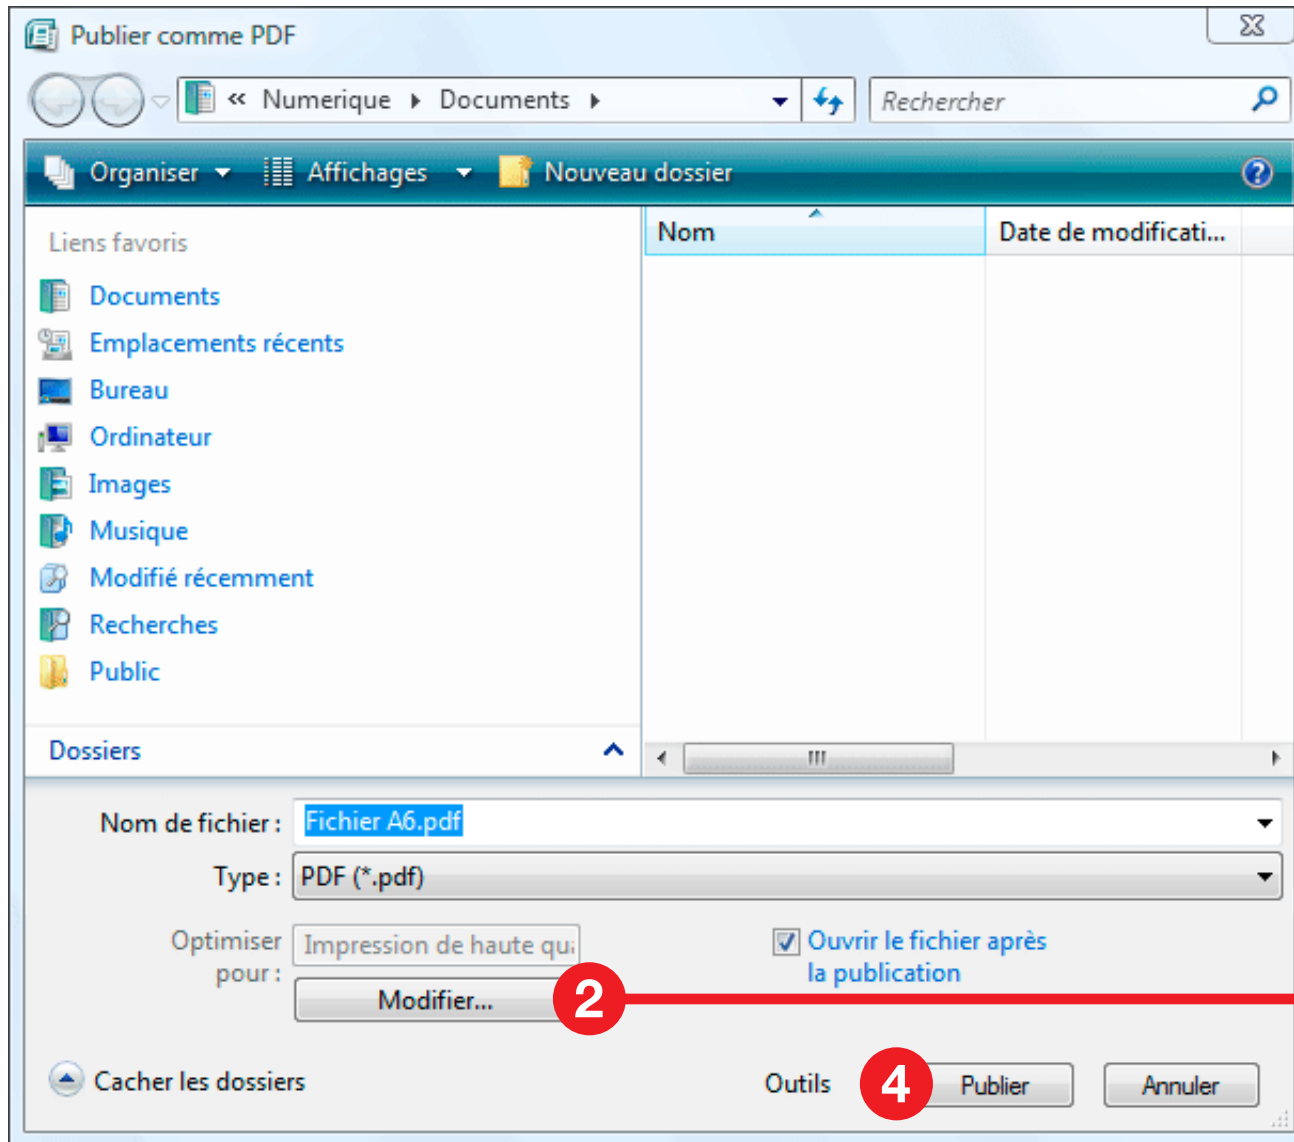 Publier comme PDF
« Numerique Documents
Rechercher
Organiser Affichages Nouveau dossier ?
Liens favoris
Nom Date de modificati...
Documents
Emplacements récents
Bureau
Ordinateur
Images
Musique
Modifié récemment
Recherches
Public
Dossiers
Nom de fichier : Fichier A6.pdf
Type : PDF (*.pdf)
Optimiser pour : Impression de haute
Ouvrir le fichier après
la publication
Modifier... 2
Cacher les dossiers
Outils 4 Publier Annuler